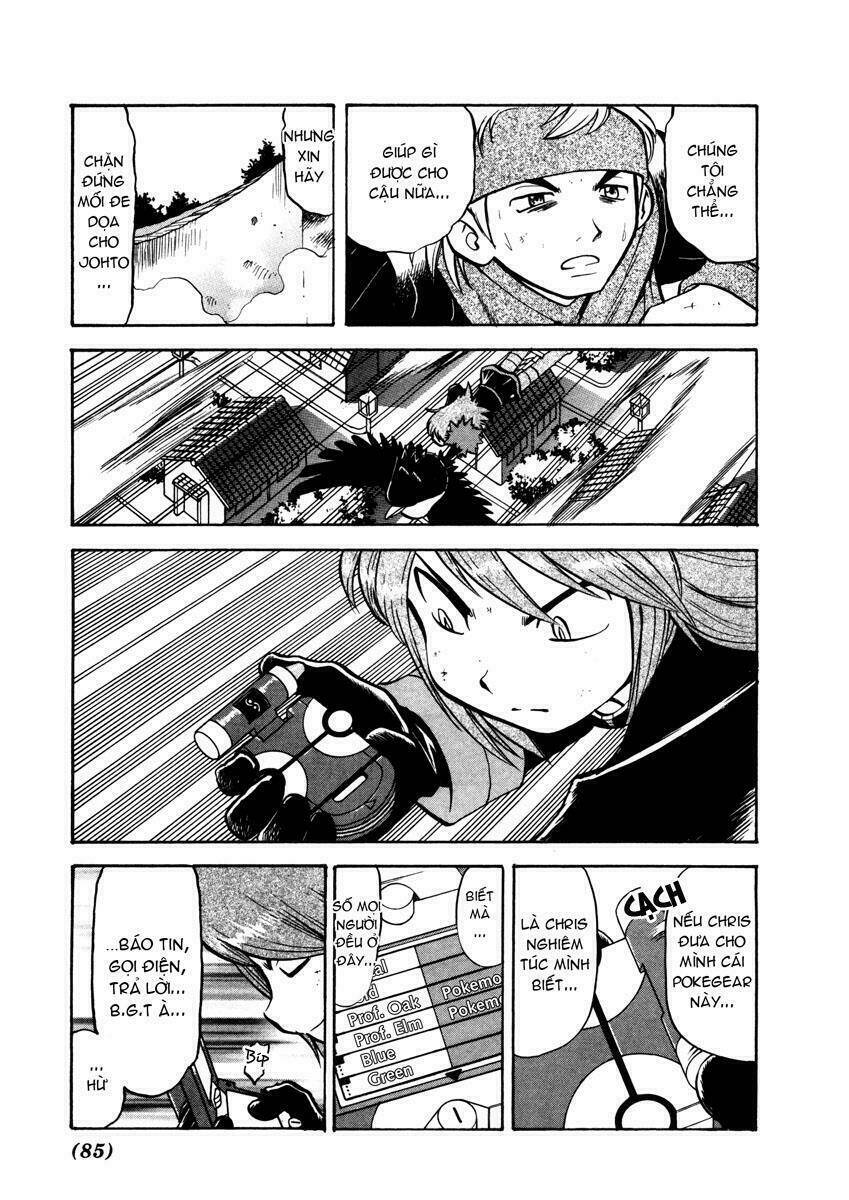 CHÚNG
TÔI
CHẲNG
THỂ...
GIÚP GÌ
ĐƯỢC CHO
CẬU NỮA...
NHƯNG
XIN
HÃY
CHẶN
ĐỨNG
MỐI ĐE
DỌA
CHO
JOHTO
...
CẠCH
NẾU CHRIS
ĐƯA CHO
MÌNH CÁI
POKEGEAR
NÀY...
LÀ CHRIS
NGHIÊM
TÚC MÌNH
BIẾT...
BIẾT
MÀ
...
SỐ MỌI
NGƯỜI
ĐỀU Ở
ĐÂY...
Prof. Oak Pokemo
Prof. Elm Pokemo
Blue
Green
...BÁO TIN,
GỌI ĐIỆN,
TRẢ LỜI...
B.G.T À...
Bíp
...
HỪ
(85)